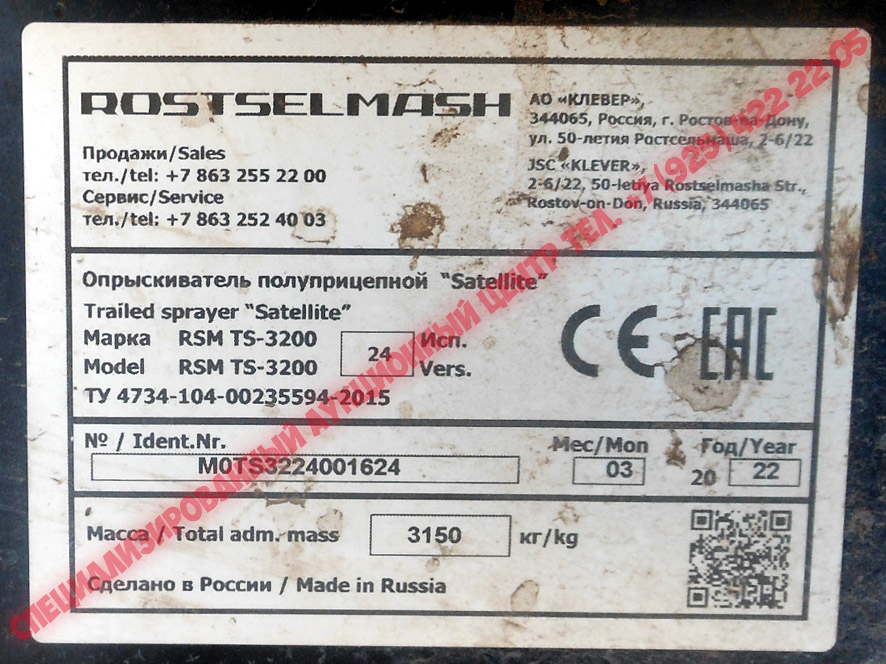 ROSTSELMASH
Продажи/Sales
тел./tel: +7 863 255 22 00
Сервис/Service
тел./tel: +7 863 252 40 03
АО «КЛЕВЕР»,
344065, Россия, г. Ростов-на-Дону,
ул. 50-летия Ростсельмаша, 2-6/22
JSC «KLEVER»,
2-6/22, 50-letiya Rostselmasha Str.,
Rostov-on-Don, Russia, 344065
Опрыскиватель полуприцепной "Satellite"
Trailed sprayer "Satellite"
Марка RSM TS-3200 24 Исп.
Model RSM TS-3200 Vers.
ТУ 4734-104-00235594-2015
CE EAC
№ / Ident.Nr. Мес/Mon Год/Year
M0TS3224001624 03 20 22
Масса / Total adm. mass 3150 кг/kg
Сделано в России / Made in Russia
СПЕЦИАЛИЗИРОВАННЫЙ АУКЦИОННЫЙ ЦЕНТР ТЕЛ. +7 (925) 422 22 05